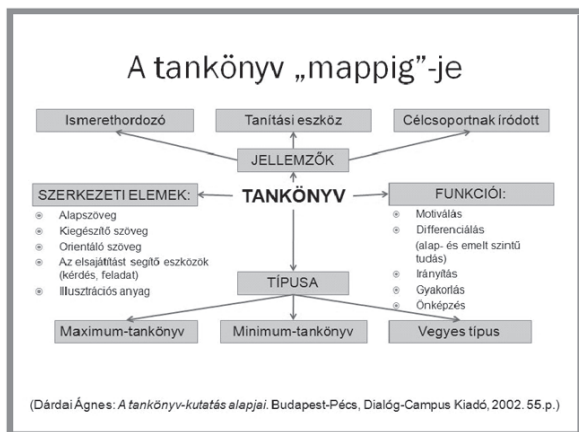 A tankönyv „mappig”-je
Ismerethordozó
Tanítási eszköz
Célcsoportnak íródott
JELLEMZŐK
SZERKEZETI ELEMEK:
Alapszöveg
Kiegészítő szöveg
Orientáló szöveg
Az elsajátítást segítő eszközök
(kérdés, feladat)
Illusztrációs anyag
TANKÖNYV
FUNKCIÓI:
Motiválás
Differenciálás
(alap- és emelt szintű
tudás)
Irányítás
Gyakorlás
Önképzés
TÍPUSA
Maximum-tankönyv
Minimum-tankönyv
Vegyes típus
(Dárdai Ágnes: A tankönyv-kutatás alapjai. Budapest-Pécs, Dialóg-Campus Kiadó, 2002. 55.p.)